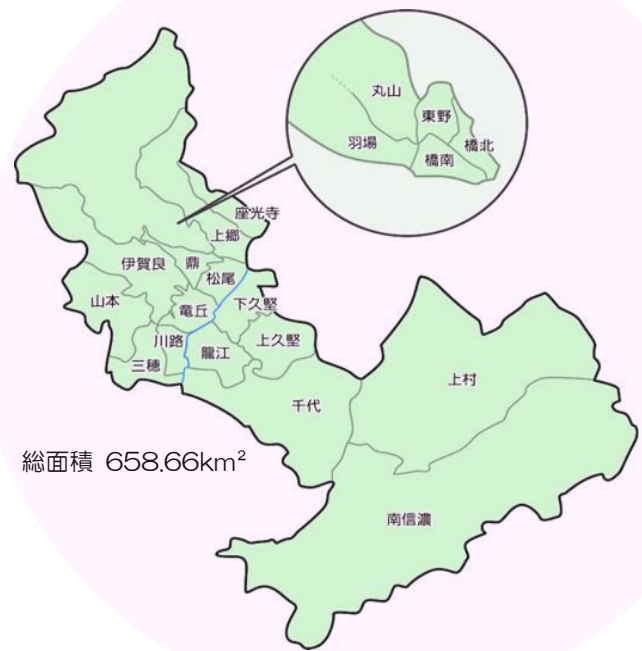 丸山
東野
羽場
橋北
橋南
座光寺
上郷
伊賀良
鼎
松尾
山本
竜丘
下久堅
川路
龍江
上久堅
三穂
千代
上村
総面積 658.66km²
南信濃